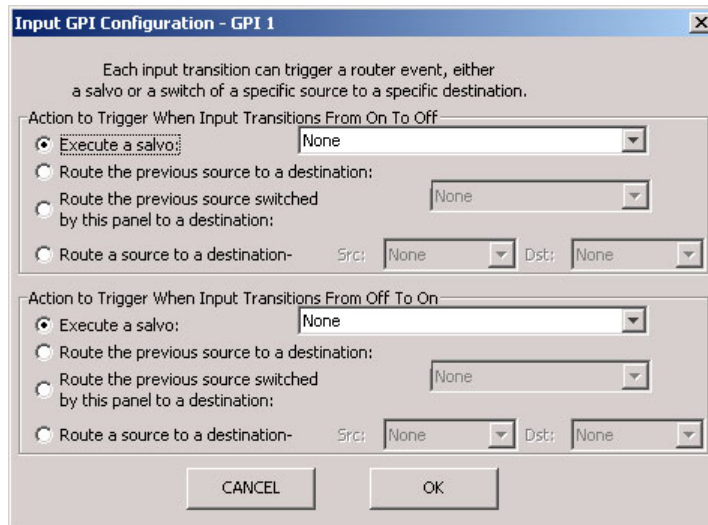 Input GPI Configuration - GPI 1
Each input transition can trigger a router event, either
a salvo or a switch of a specific source to a specific destination.
Action to Trigger When Input Transitions From On To Off
Execute a salvo: None
Route the previous source to a destination:
Route the previous source switched
by this panel to a destination: None
Route a source to a destination- Src: None Dst: None
Action to Trigger When Input Transitions From Off To On
Execute a salvo: None
Route the previous source to a destination:
Route the previous source switched
by this panel to a destination: None
Route a source to a destination- Src: None Dst: None
CANCEL OK